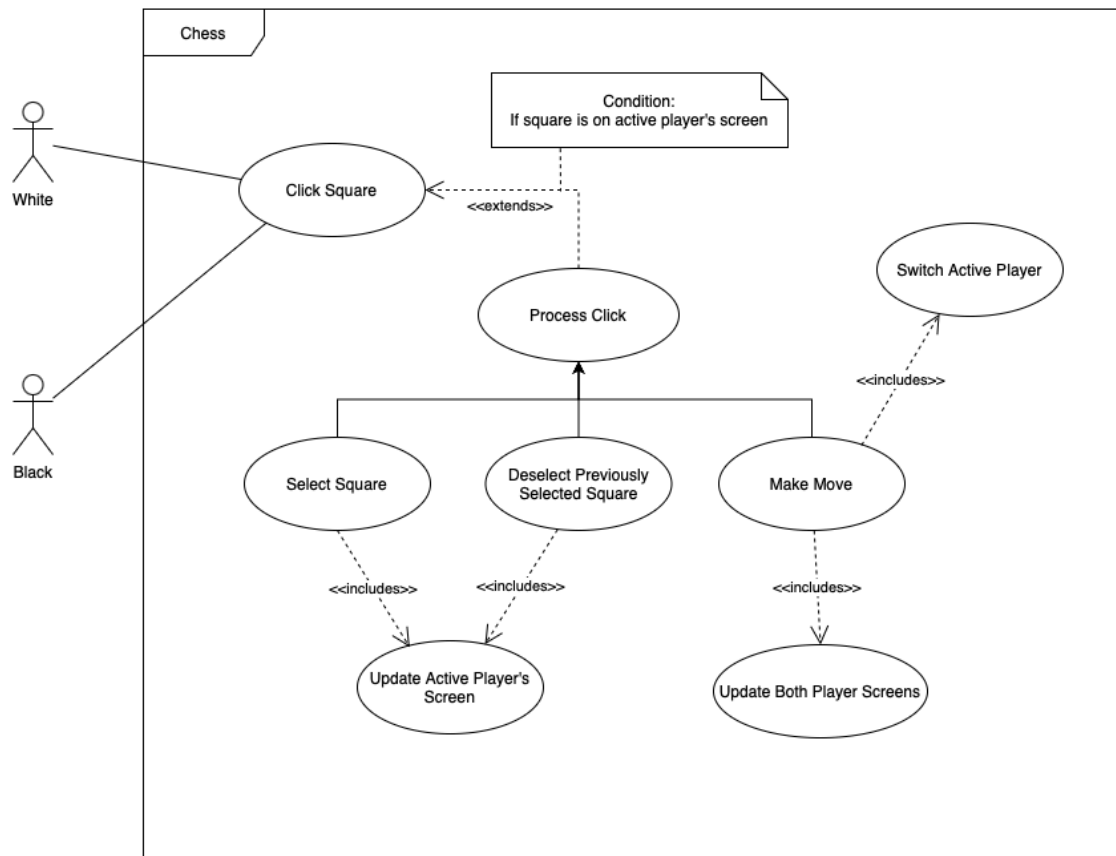 Chess
Condition:
If square is on active player's screen
White
Click Square
<<extends>>
Switch Active Player
Process Click
<<includes>>
Black
Select Square
Deselect Previously
Selected Square
Make Move
<<includes>>
<<includes>>
<<includes>>
Update Active Player's
Screen
Update Both Player Screens